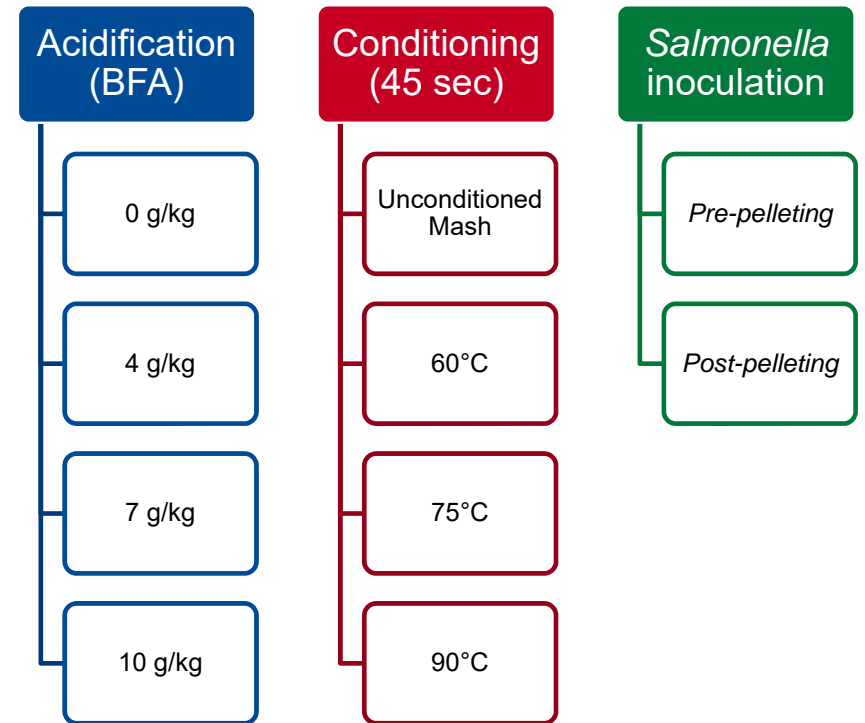 Acidification
(BFA)
0 g/kg
4 g/kg
7 g/kg
10 g/kg
Conditioning
(45 sec)
Unconditioned
Mash
60°C
75°C
90°C
Salmonella
inoculation
Pre-pelleting
Post-pelleting